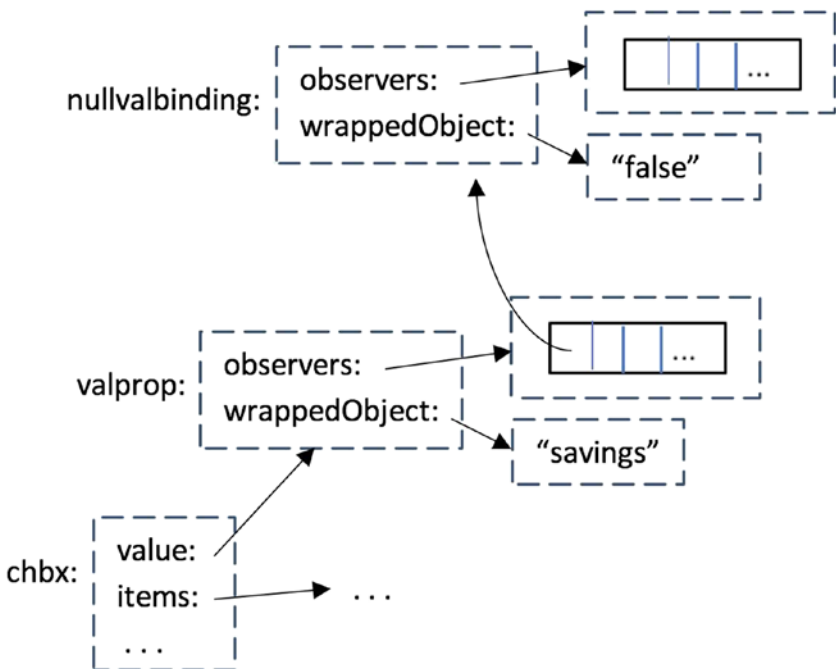 nullvalbinding:
observers:
wrappedObject:
...
“false”
valprop:
observers:
wrappedObject:
...
“savings”
chbx:
value:
items:
. . .
. . .